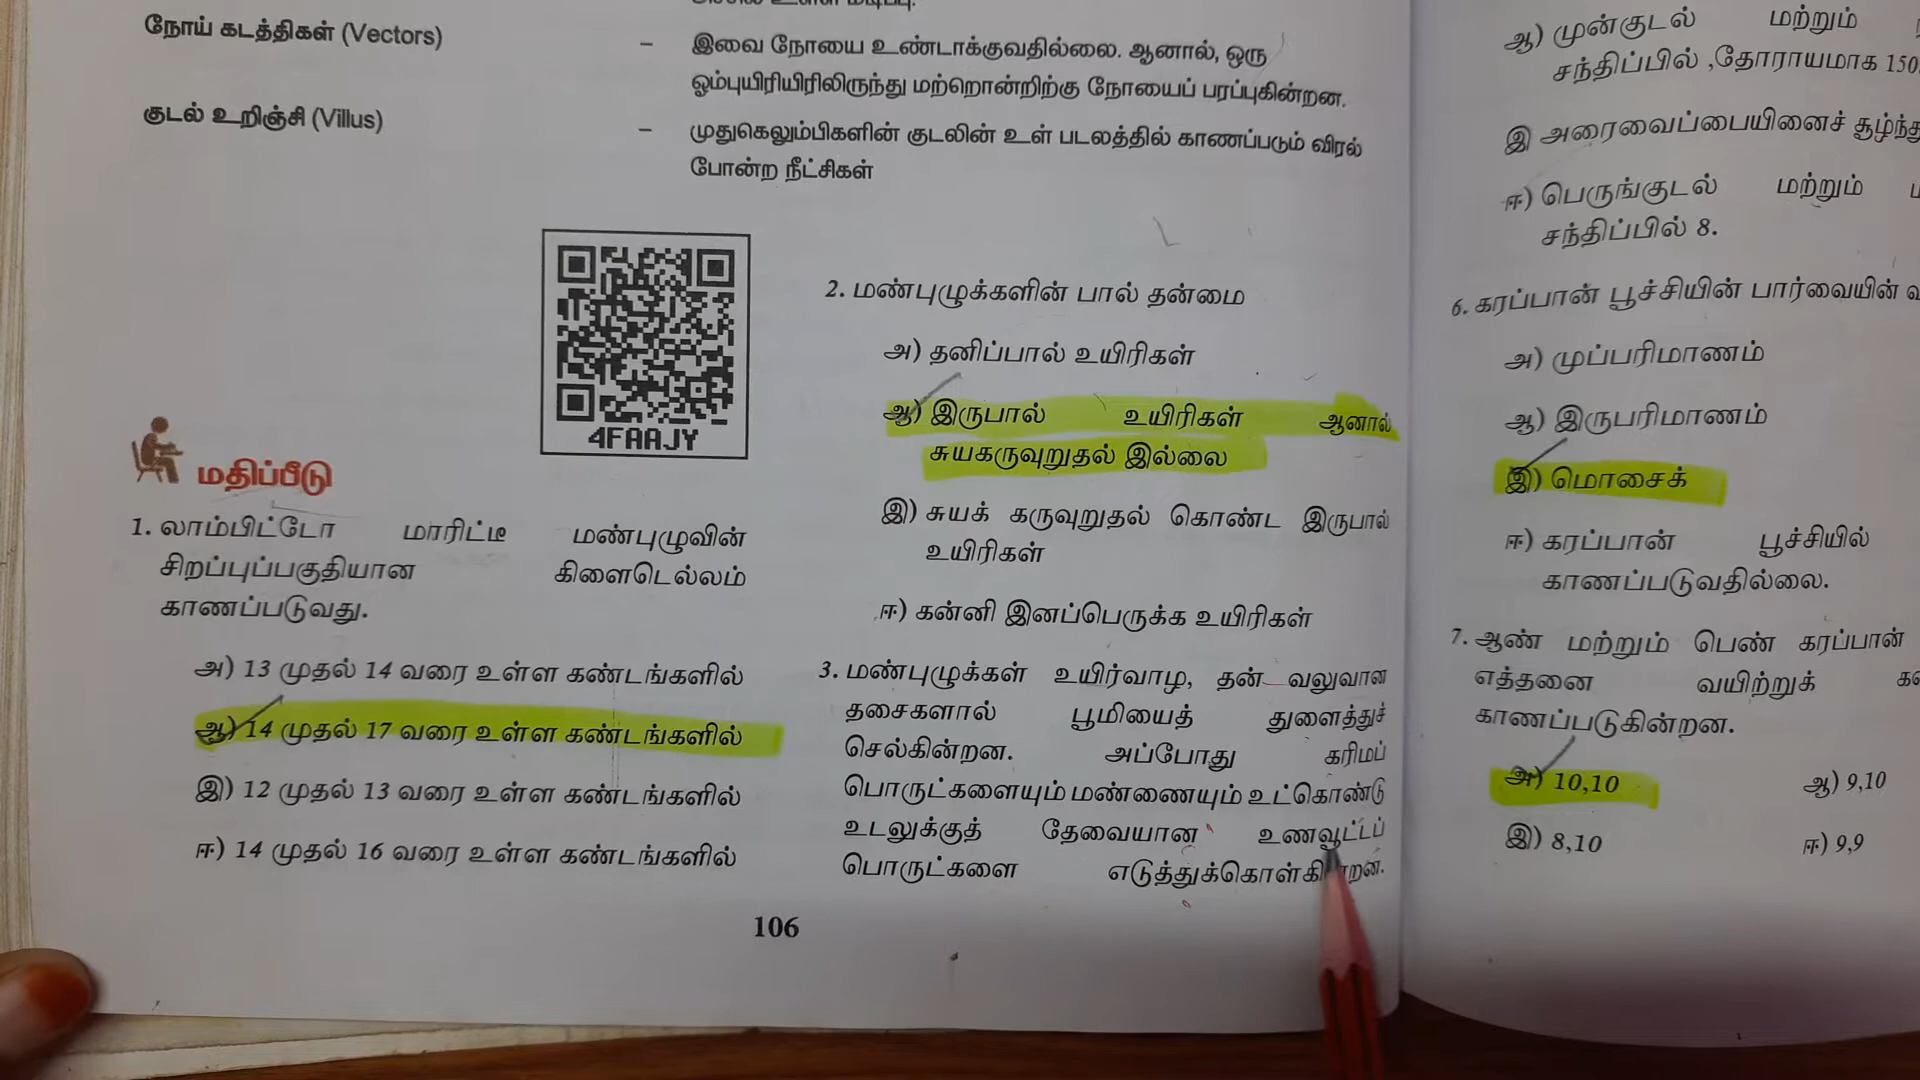 நோய் கடத்திகள் (Vectors)
– இவை நோயை உண்டாக்குவதில்லை. ஆனால், ஒரு
ஓம்புயிரியிரிலிருந்து மற்றொன்றிற்கு நோயைப் பரப்புகின்றன.
குடல் உறிஞ்சி (Villus)
– முதுகெலும்பிகளின் குடலின் உள் படலத்தில் காணப்படும் விரல்
போன்ற நீட்சிகள்
4FAAJY
மதிப்பீடு
1. லாம்பிட்டோ மாரிட்டீ மண்புழுவின்
சிறப்புப்பகுதியான கிளைடெல்லம்
காணப்படுவது.
அ) 13 முதல் 14 வரை உள்ள கண்டங்களில்
ஆ) 14 முதல் 17 வரை உள்ள கண்டங்களில்
இ) 12 முதல் 13 வரை உள்ள கண்டங்களில்
ஈ) 14 முதல் 16 வரை உள்ள கண்டங்களில்
2. மண்புழுக்களின் பால் தன்மை
அ) தனிப்பால் உயிரிகள்
ஆ) இருபால் உயிரிகள் ஆனால்
சுயகருவுறுதல் இல்லை
இ) சுயக் கருவுறுதல் கொண்ட இருபால்
உயிரிகள்
ஈ) கன்னி இனப்பெருக்க உயிரிகள்
3. மண்புழுக்கள் உயிர்வாழ, தன் வலுவான
தசைகளால் பூமியைத் துளைத்துச்
செல்கின்றன. அப்போது கரிமப்
பொருட்களையும் மண்ணையும் உட்கொண்டு
உடலுக்குத் தேவையான உணவூட்டப்
பொருட்களை எடுத்துக்கொள்கின்றன.
106
ஆ) முன்குடல் மற்றும்
சந்திப்பில் ,தோராயமாக 150
இ அரைவைப்பையினைச் சூழ்ந்து
ஈ) பெருங்குடல் மற்றும்
சந்திப்பில் 8.
6. கரப்பான் பூச்சியின் பார்வையின்
அ) முப்பரிமாணம்
ஆ) இருபரிமாணம்
இ) மொசைக்
ஈ) கரப்பான் பூச்சியில்
காணப்படுவதில்லை.
7. ஆண் மற்றும் பெண் கரப்பான்
எத்தனை வயிற்றுக்
காணப்படுகின்றன.
அ) 10,10 ஆ) 9,10
இ) 8,10 ஈ) 9,9